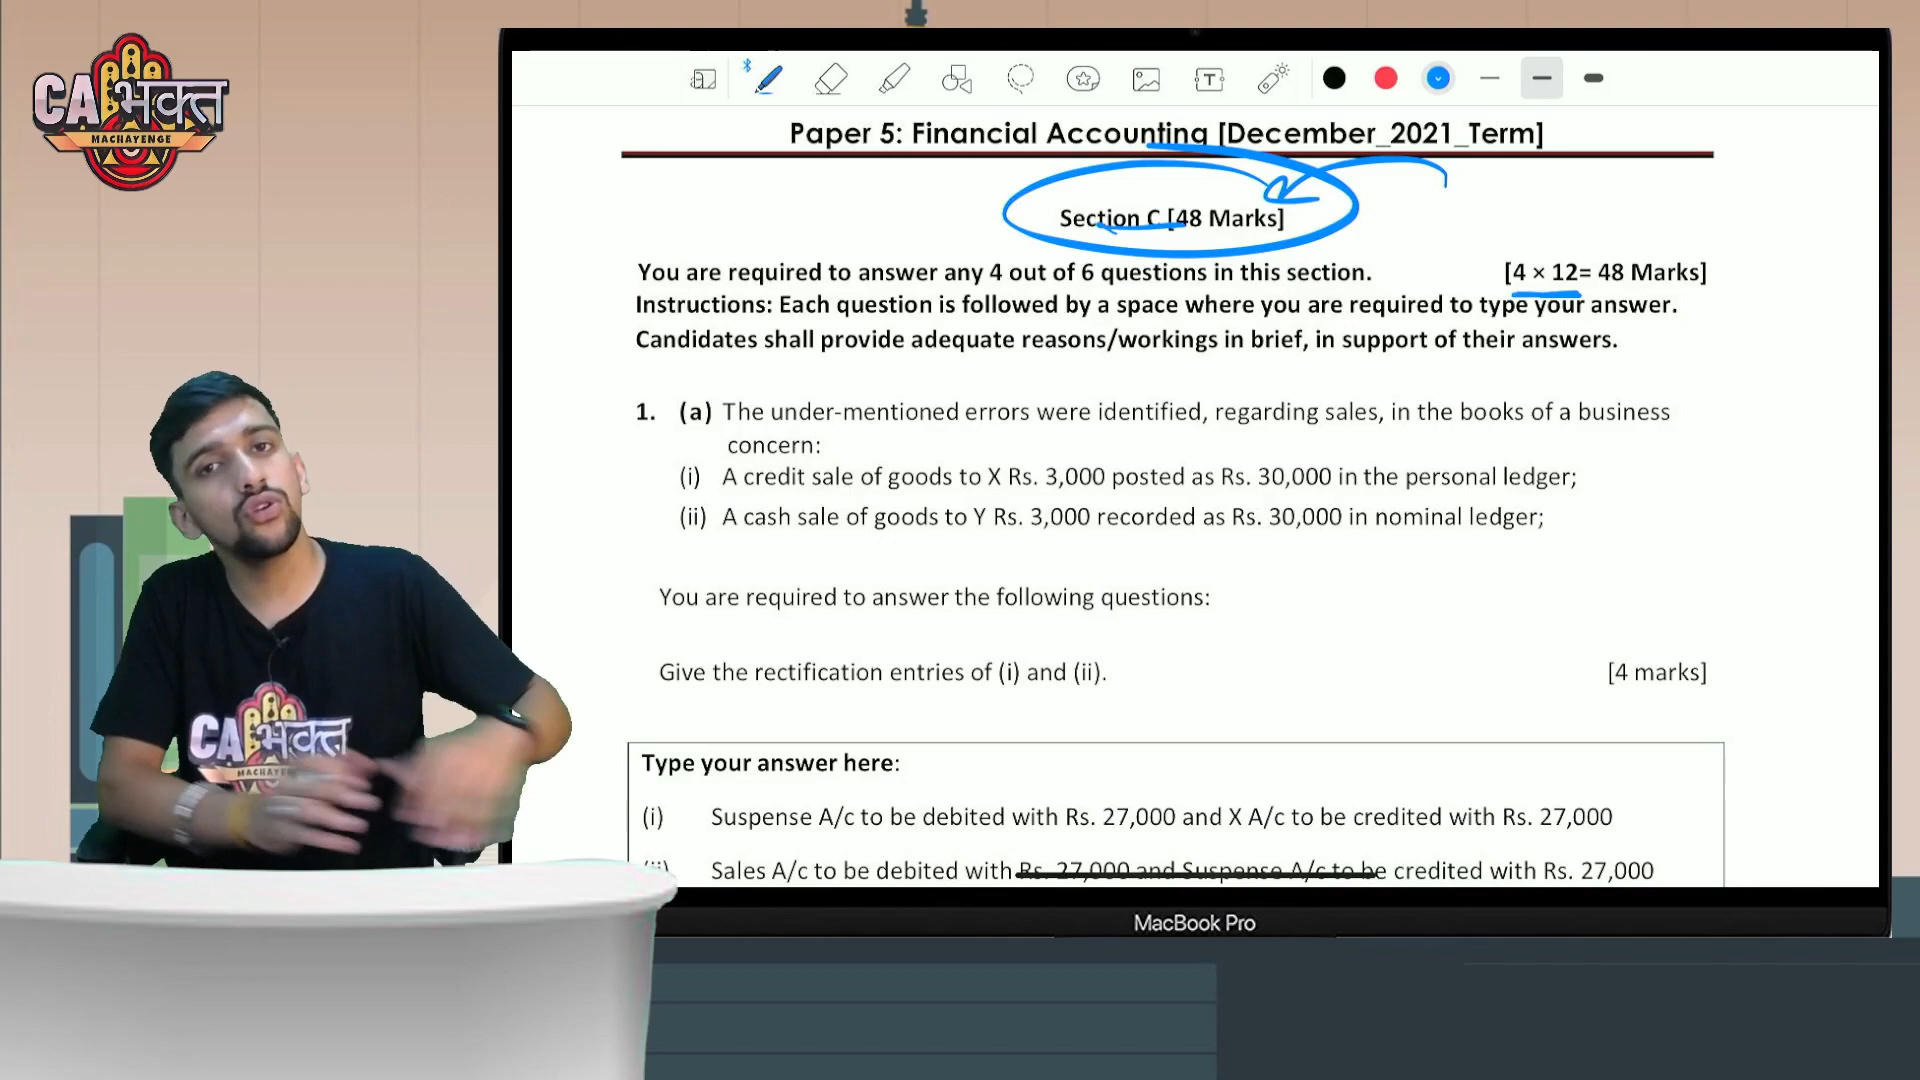 CA भक्त
MACHAYENGE
Paper 5: Financial Accounting [December_2021_Term]
Section C [48 Marks]
You are required to answer any 4 out of 6 questions in this section. [4 × 12= 48 Marks]
Instructions: Each question is followed by a space where you are required to type your answer.
Candidates shall provide adequate reasons/workings in brief, in support of their answers.
1. (a) The under-mentioned errors were identified, regarding sales, in the books of a business
concern:
(i) A credit sale of goods to X Rs. 3,000 posted as Rs. 30,000 in the personal ledger;
(ii) A cash sale of goods to Y Rs. 3,000 recorded as Rs. 30,000 in nominal ledger;
You are required to answer the following questions:
Give the rectification entries of (i) and (ii). [4 marks]
CA भक्त
Type your answer here:
(i) Suspense A/c to be debited with Rs. 27,000 and X A/c to be credited with Rs. 27,000
(ii) Sales A/c to be debited with Rs. 27,000 and Suspense A/c to be credited with Rs. 27,000
MacBook Pro